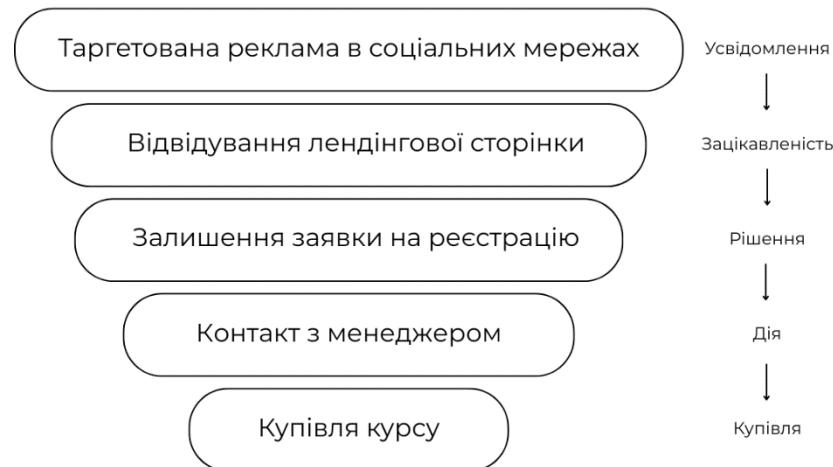 Таргетована реклама в соціальних мережах
Усвідомлення
Відвідування лендінгової сторінки
Зацікавленість
Залишення заявки на реєстрацію
Рішення
Контакт з менеджером
Дія
Купівля курсу
Купівля